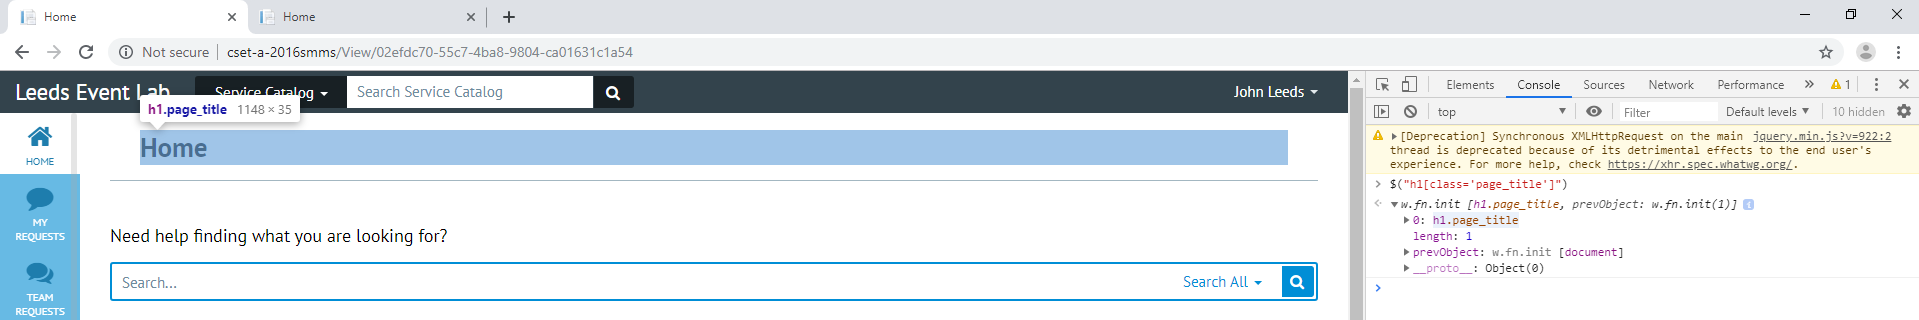 Home
Home
Not secure | cset-a-2016smms/View/02efdc70-55c7-4ba8-9804-ca01631c1a54
Leeds Event Lab
Service Catalog
Search Service Catalog
John Leeds
h1.page_title 1148 × 35
Home
HOME
MY
REQUESTS
TEAM
REQUESTS
Need help finding what you are looking for?
Search...
Search All
Elements Console Sources Network Performance » 1
top Filter Default levels 10 hidden
[Deprecation] Synchronous XMLHttpRequest on the main jquery.min.js?v=922:2
thread is deprecated because of its detrimental effects to the end user's
experience. For more help, check https://xhr.spec.whatwg.org/.
> $("h1[class='page_title']")
w.fn.init [h1.page_title, prevObject: w.fn.init(1)] i
0: h1.page_title
length: 1
prevObject: w.fn.init [document]
__proto__: Object(0)
>